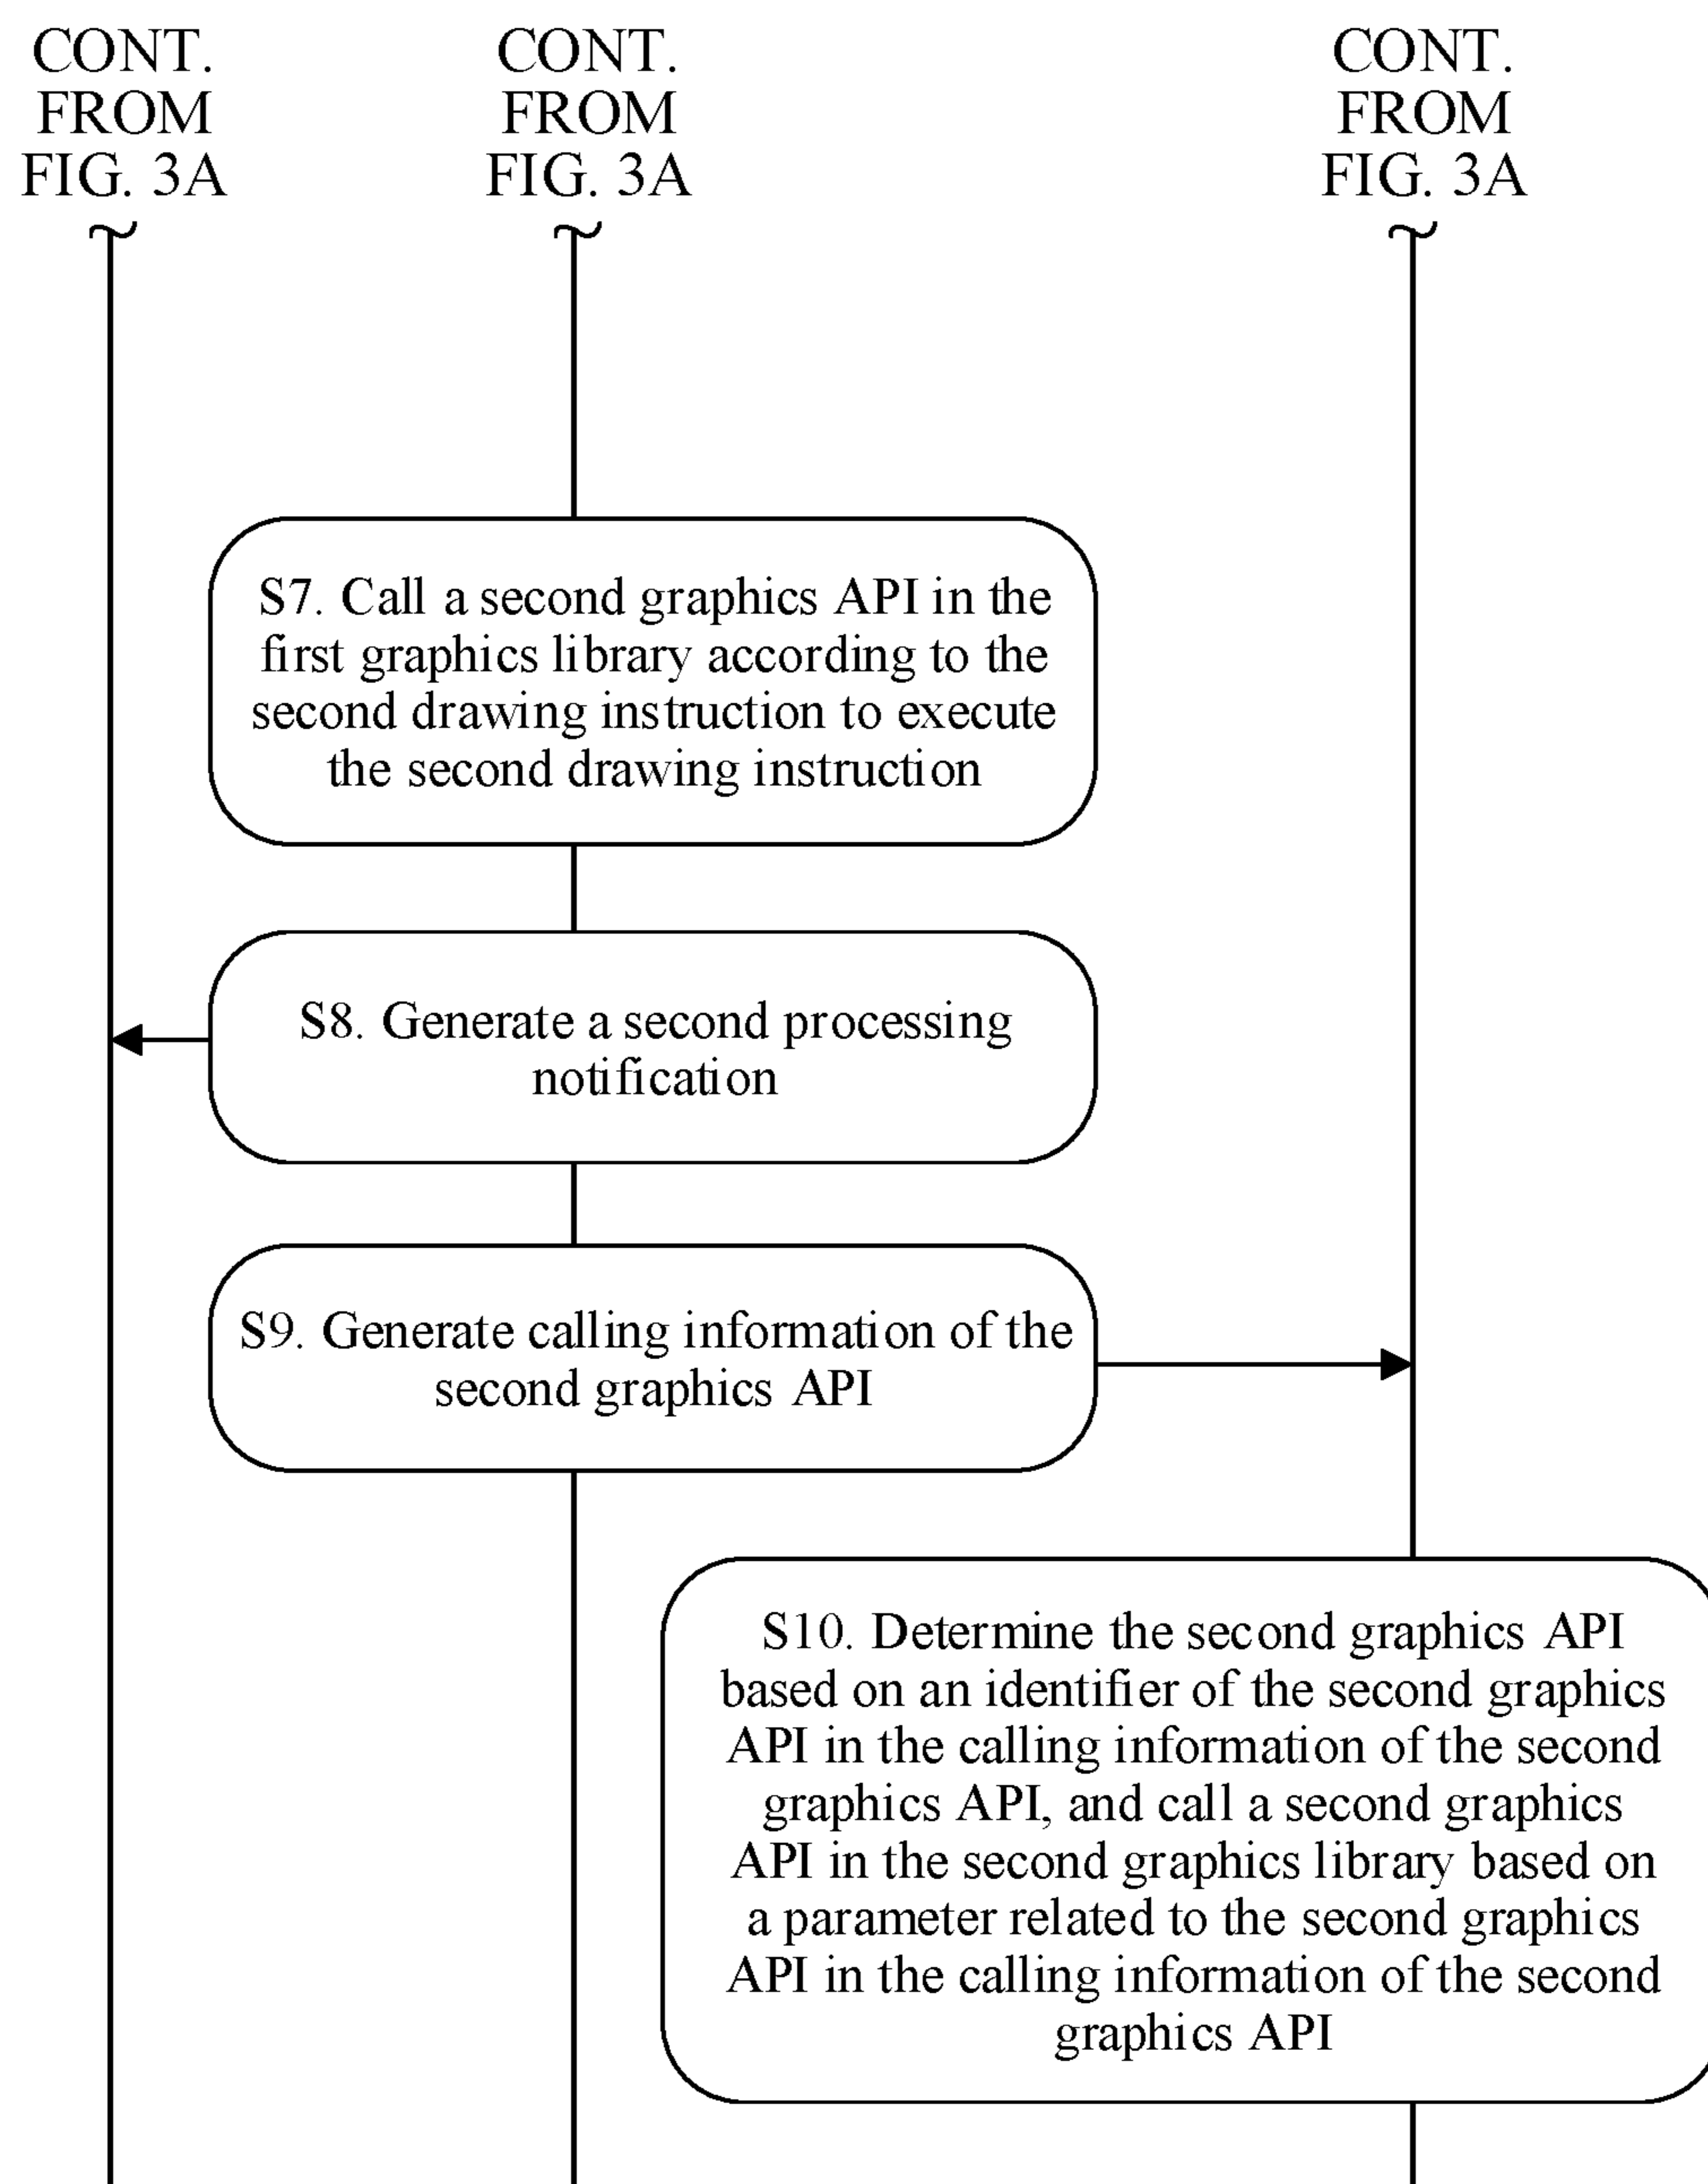 CONT.
FROM
FIG. 3A
CONT.
FROM
FIG. 3A
CONT.
FROM
FIG. 3A
S7. Call a second graphics API in the
first graphics library according to the
second drawing instruction to execute
the second drawing instruction
S8. Generate a second processing
notification
S9. Generate calling information of the
second graphics API
S10. Determine the second graphics API
based on an identifier of the second graphics
API in the calling information of the second
graphics API, and call a second graphics
API in the second graphics library based on
a parameter related to the second graphics
API in the calling information of the second
graphics API